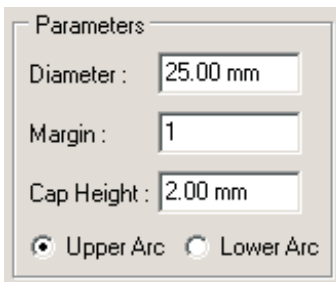 Parameters
Diameter : 25.00 mm
Margin : 1
Cap Height : 2.00 mm
Upper Arc Lower Arc